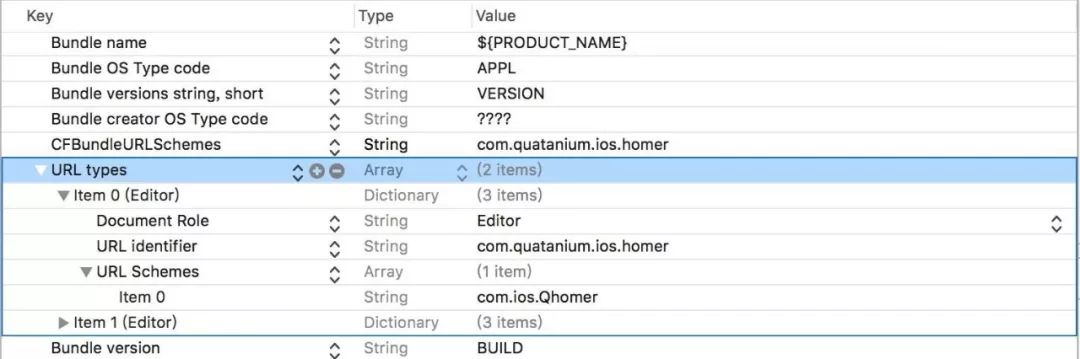 Key Type Value
Bundle name String ${PRODUCT_NAME}
Bundle OS Type code String APPL
Bundle versions string, short String VERSION
Bundle creator OS Type code String ????
CFBundleURLSchemes String com.quatanium.ios.homer
URL types Array (2 items)
Item 0 (Editor) Dictionary (3 items)
Document Role String Editor
URL identifier String com.quatanium.ios.homer
URL Schemes Array (1 item)
Item 0 String com.ios.Qhomer
Item 1 (Editor) Dictionary (3 items)
Bundle version String BUILD